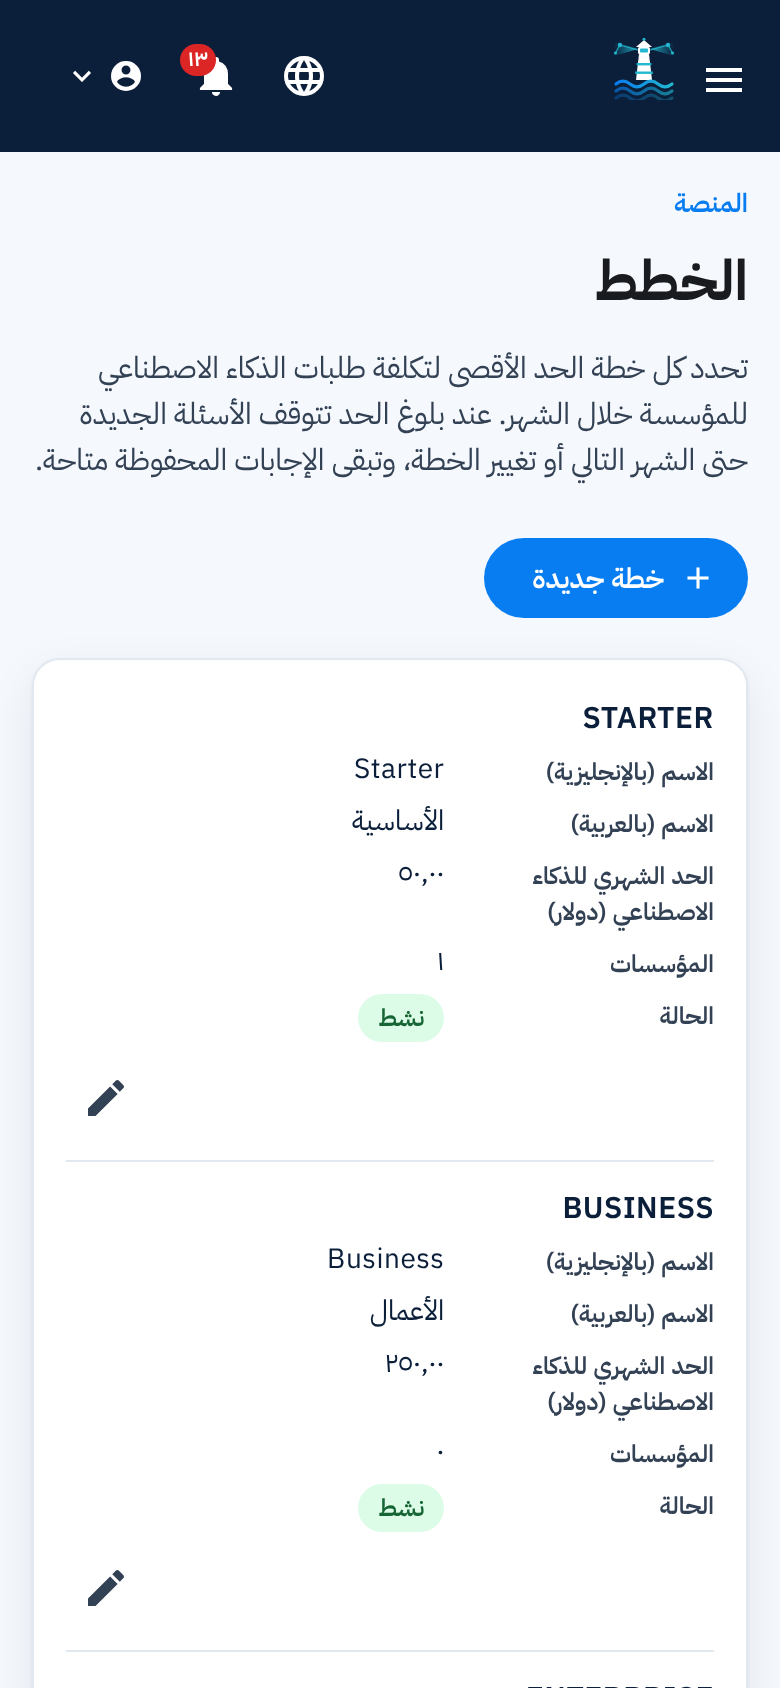 ١٣
المنصة
الخطط
تحدد كل خطة الحد الأقصى لتكلفة طلبات الذكاء الاصطناعي
للمؤسسة خلال الشهر. عند بلوغ الحد تتوقف الأسئلة الجديدة
حتى الشهر التالي أو تغيير الخطة، وتبقى الإجابات المحفوظة متاحة.
خطة جديدة
STARTER
الاسم (بالإنجليزية) Starter
الاسم (بالعربية) الأساسية
الحد الشهري للذكاء ٥٠,٠٠
الاصطناعي (دولار)
المؤسسات ١
الحالة نشط
BUSINESS
الاسم (بالإنجليزية) Business
الاسم (بالعربية) الأعمال
الحد الشهري للذكاء ٢٥٠,٠٠
الاصطناعي (دولار)
المؤسسات ٠
الحالة نشط